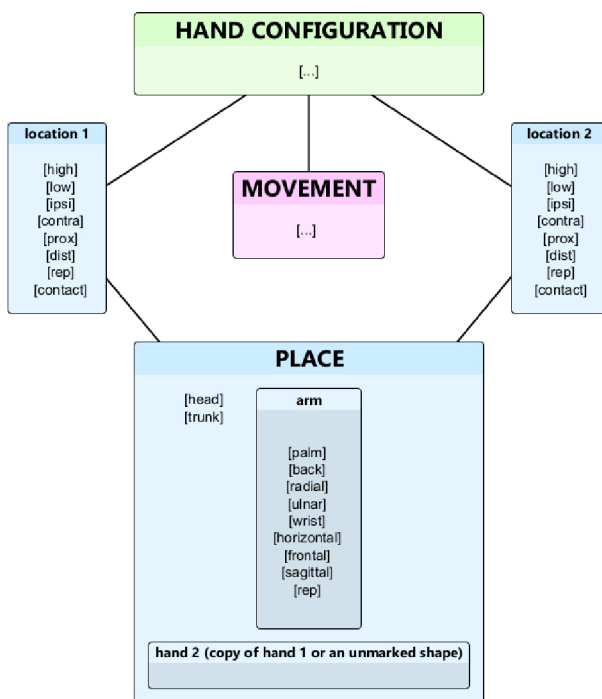 HAND CONFIGURATION
[...]
location 1
[high]
[low]
[ipsi]
[contra]
[prox]
[dist]
[rep]
[contact]
MOVEMENT
[...]
location 2
[high]
[low]
[ipsi]
[contra]
[prox]
[dist]
[rep]
[contact]
PLACE
[head]
[trunk]
arm
[palm]
[back]
[radial]
[ulnar]
[wrist]
[horizontal]
[frontal]
[sagittal]
[rep]
hand 2 (copy of hand 1 or an unmarked shape)